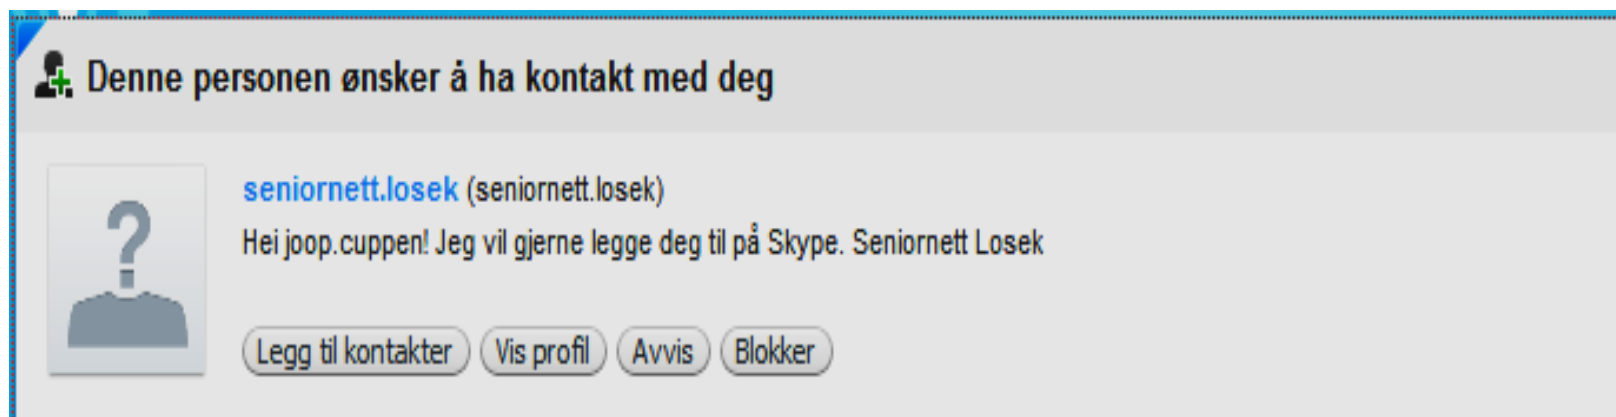 Denne personen ønsker å ha kontakt med deg
seniornett.losek (seniornett.losek)
Hei joop.cuppen! Jeg vil gjerne legge deg til på Skype. Seniornett Losek
Legg til kontakter Vis profil Avvis Blokker